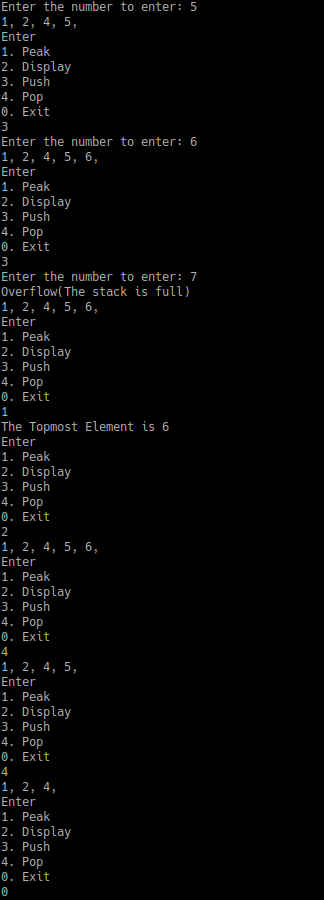 Enter the number to enter: 5
1, 2, 4, 5,
Enter
1. Peak
2. Display
3. Push
4. Pop
0. Exit
3
Enter the number to enter: 6
1, 2, 4, 5, 6,
Enter
1. Peak
2. Display
3. Push
4. Pop
0. Exit
3
Enter the number to enter: 7
Overflow(The stack is full)
1, 2, 4, 5, 6,
Enter
1. Peak
2. Display
3. Push
4. Pop
0. Exit
1
The Topmost Element is 6
Enter
1. Peak
2. Display
3. Push
4. Pop
0. Exit
2
1, 2, 4, 5, 6,
Enter
1. Peak
2. Display
3. Push
4. Pop
0. Exit
4
1, 2, 4, 5,
Enter
1. Peak
2. Display
3. Push
4. Pop
0. Exit
4
1, 2, 4,
Enter
1. Peak
2. Display
3. Push
4. Pop
0. Exit
0